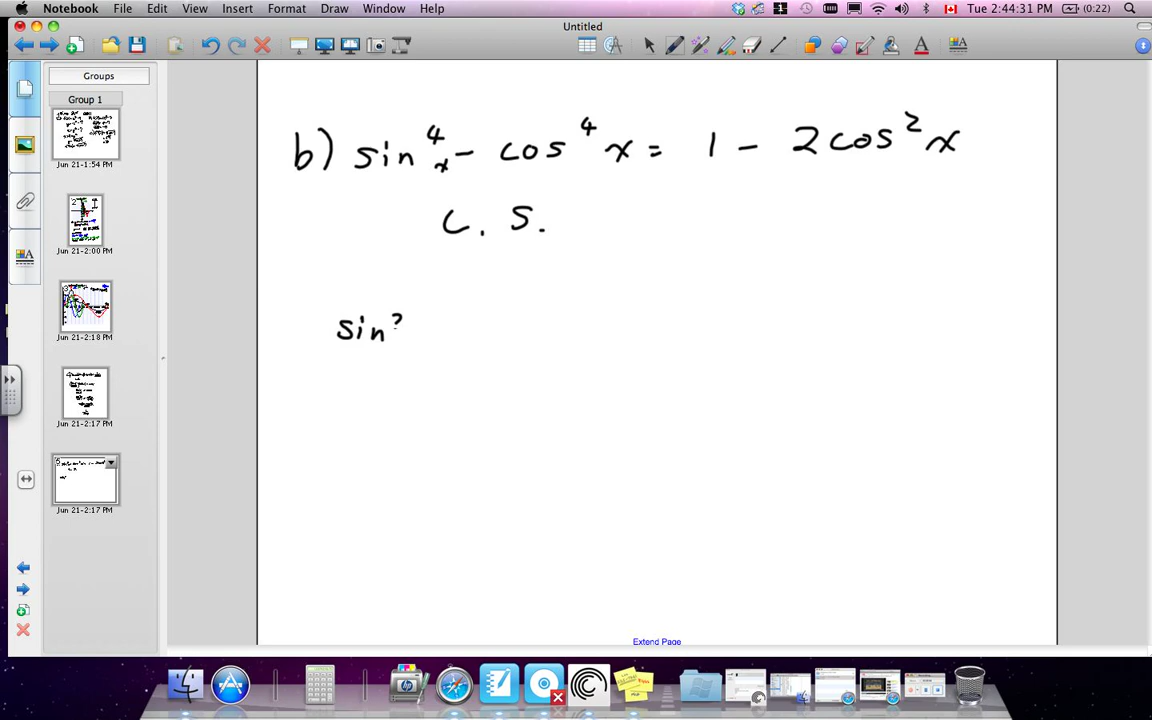 Notebook File Edit View Insert Format Draw Window Help Tue 2:44:31 PM (0:22)
Untitled
Groups
Group 1
Jun 21-1:54 PM
Jun 21-2:00 PM
Jun 21-2:18 PM
Jun 21-2:17 PM
Jun 21-2:17 PM
b) sin⁴x - cos⁴x = 1 - 2cos²x
C. S.
sin²
Extend Page